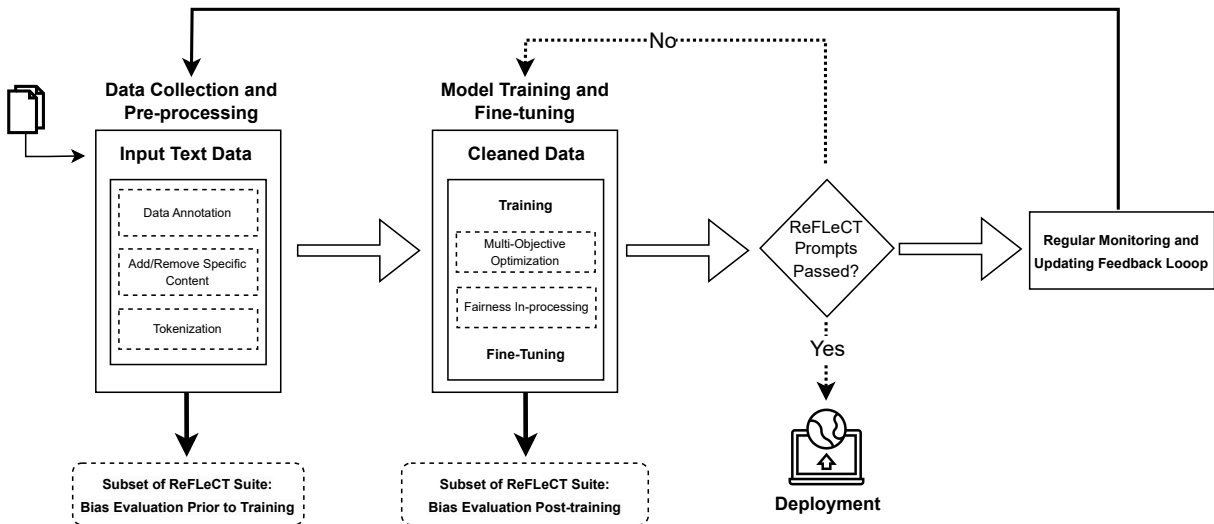 No
Data Collection and
Pre-processing
Input Text Data
Data Annotation
Add/Remove Specific
Content
Tokenization
Subset of ReFLeCT Suite:
Bias Evaluation Prior to Training
Model Training and
Fine-tuning
Cleaned Data
Training
Multi-Objective
Optimization
Fairness In-processing
Fine-Tuning
Subset of ReFLeCT Suite:
Bias Evaluation Post-training
ReFLeCT
Prompts
Passed?
Yes
Deployment
Regular Monitoring and
Updating Feedback Looop